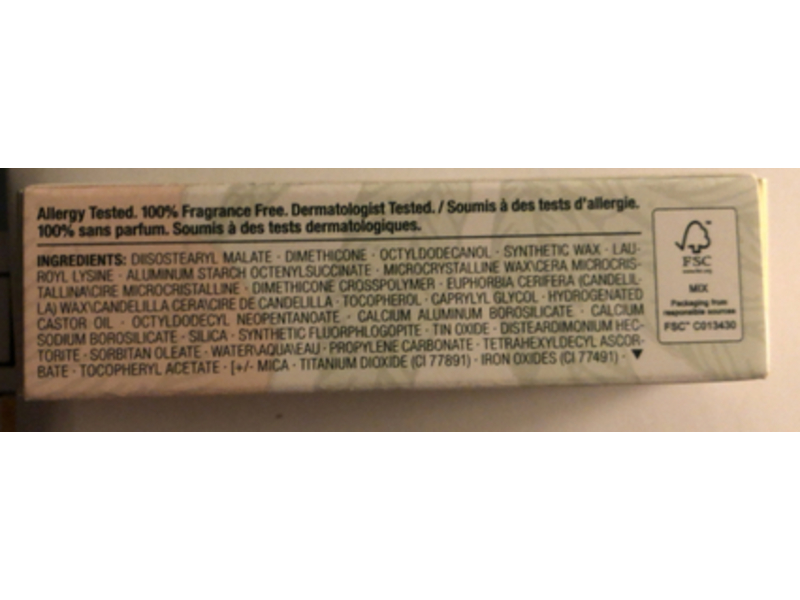 Allergy Tested. 100% Fragrance Free. Dermatologist Tested. / Soumis à des tests d'allergie.
100% sans parfum. Soumis à des tests dermatologiques.
INGREDIENTS: DIISOSTEARYL MALATE · DIMETHICONE · OCTYLDODECANOL · SYNTHETIC WAX · LAU-
ROYL LYSINE · ALUMINUM STARCH OCTENYLSUCCINATE · MICROCRYSTALLINE WAX\CERA MICROCRIS-
TALLINA\CIRE MICROCRISTALLINE · DIMETHICONE CROSSPOLYMER · EUPHORBIA CERIFERA (CANDELIL-
LA) WAX\CANDELILLA CERA\CIRE DE CANDELILLA · TOCOPHEROL · CAPRYLYL GLYCOL · HYDROGENATED
CASTOR OIL · OCTYLDODECYL NEOPENTANOATE · CALCIUM ALUMINUM BOROSILICATE · CALCIUM
SODIUM BOROSILICATE · SILICA · SYNTHETIC FLUORPHLOGOPITE · TIN OXIDE · DISTEARDIMONIUM HEC-
TORITE · SORBITAN OLEATE · WATER\AQUA\EAU · PROPYLENE CARBONATE · TETRAHEXYLDECYL ASCOR-
BATE · TOCOPHERYL ACETATE · [+/- MICA · TITANIUM DIOXIDE (CI 77891) · IRON OXIDES (CI 77491) · ▼
FSC
MIX
Packaging from
responsible sources
FSC™ C013430